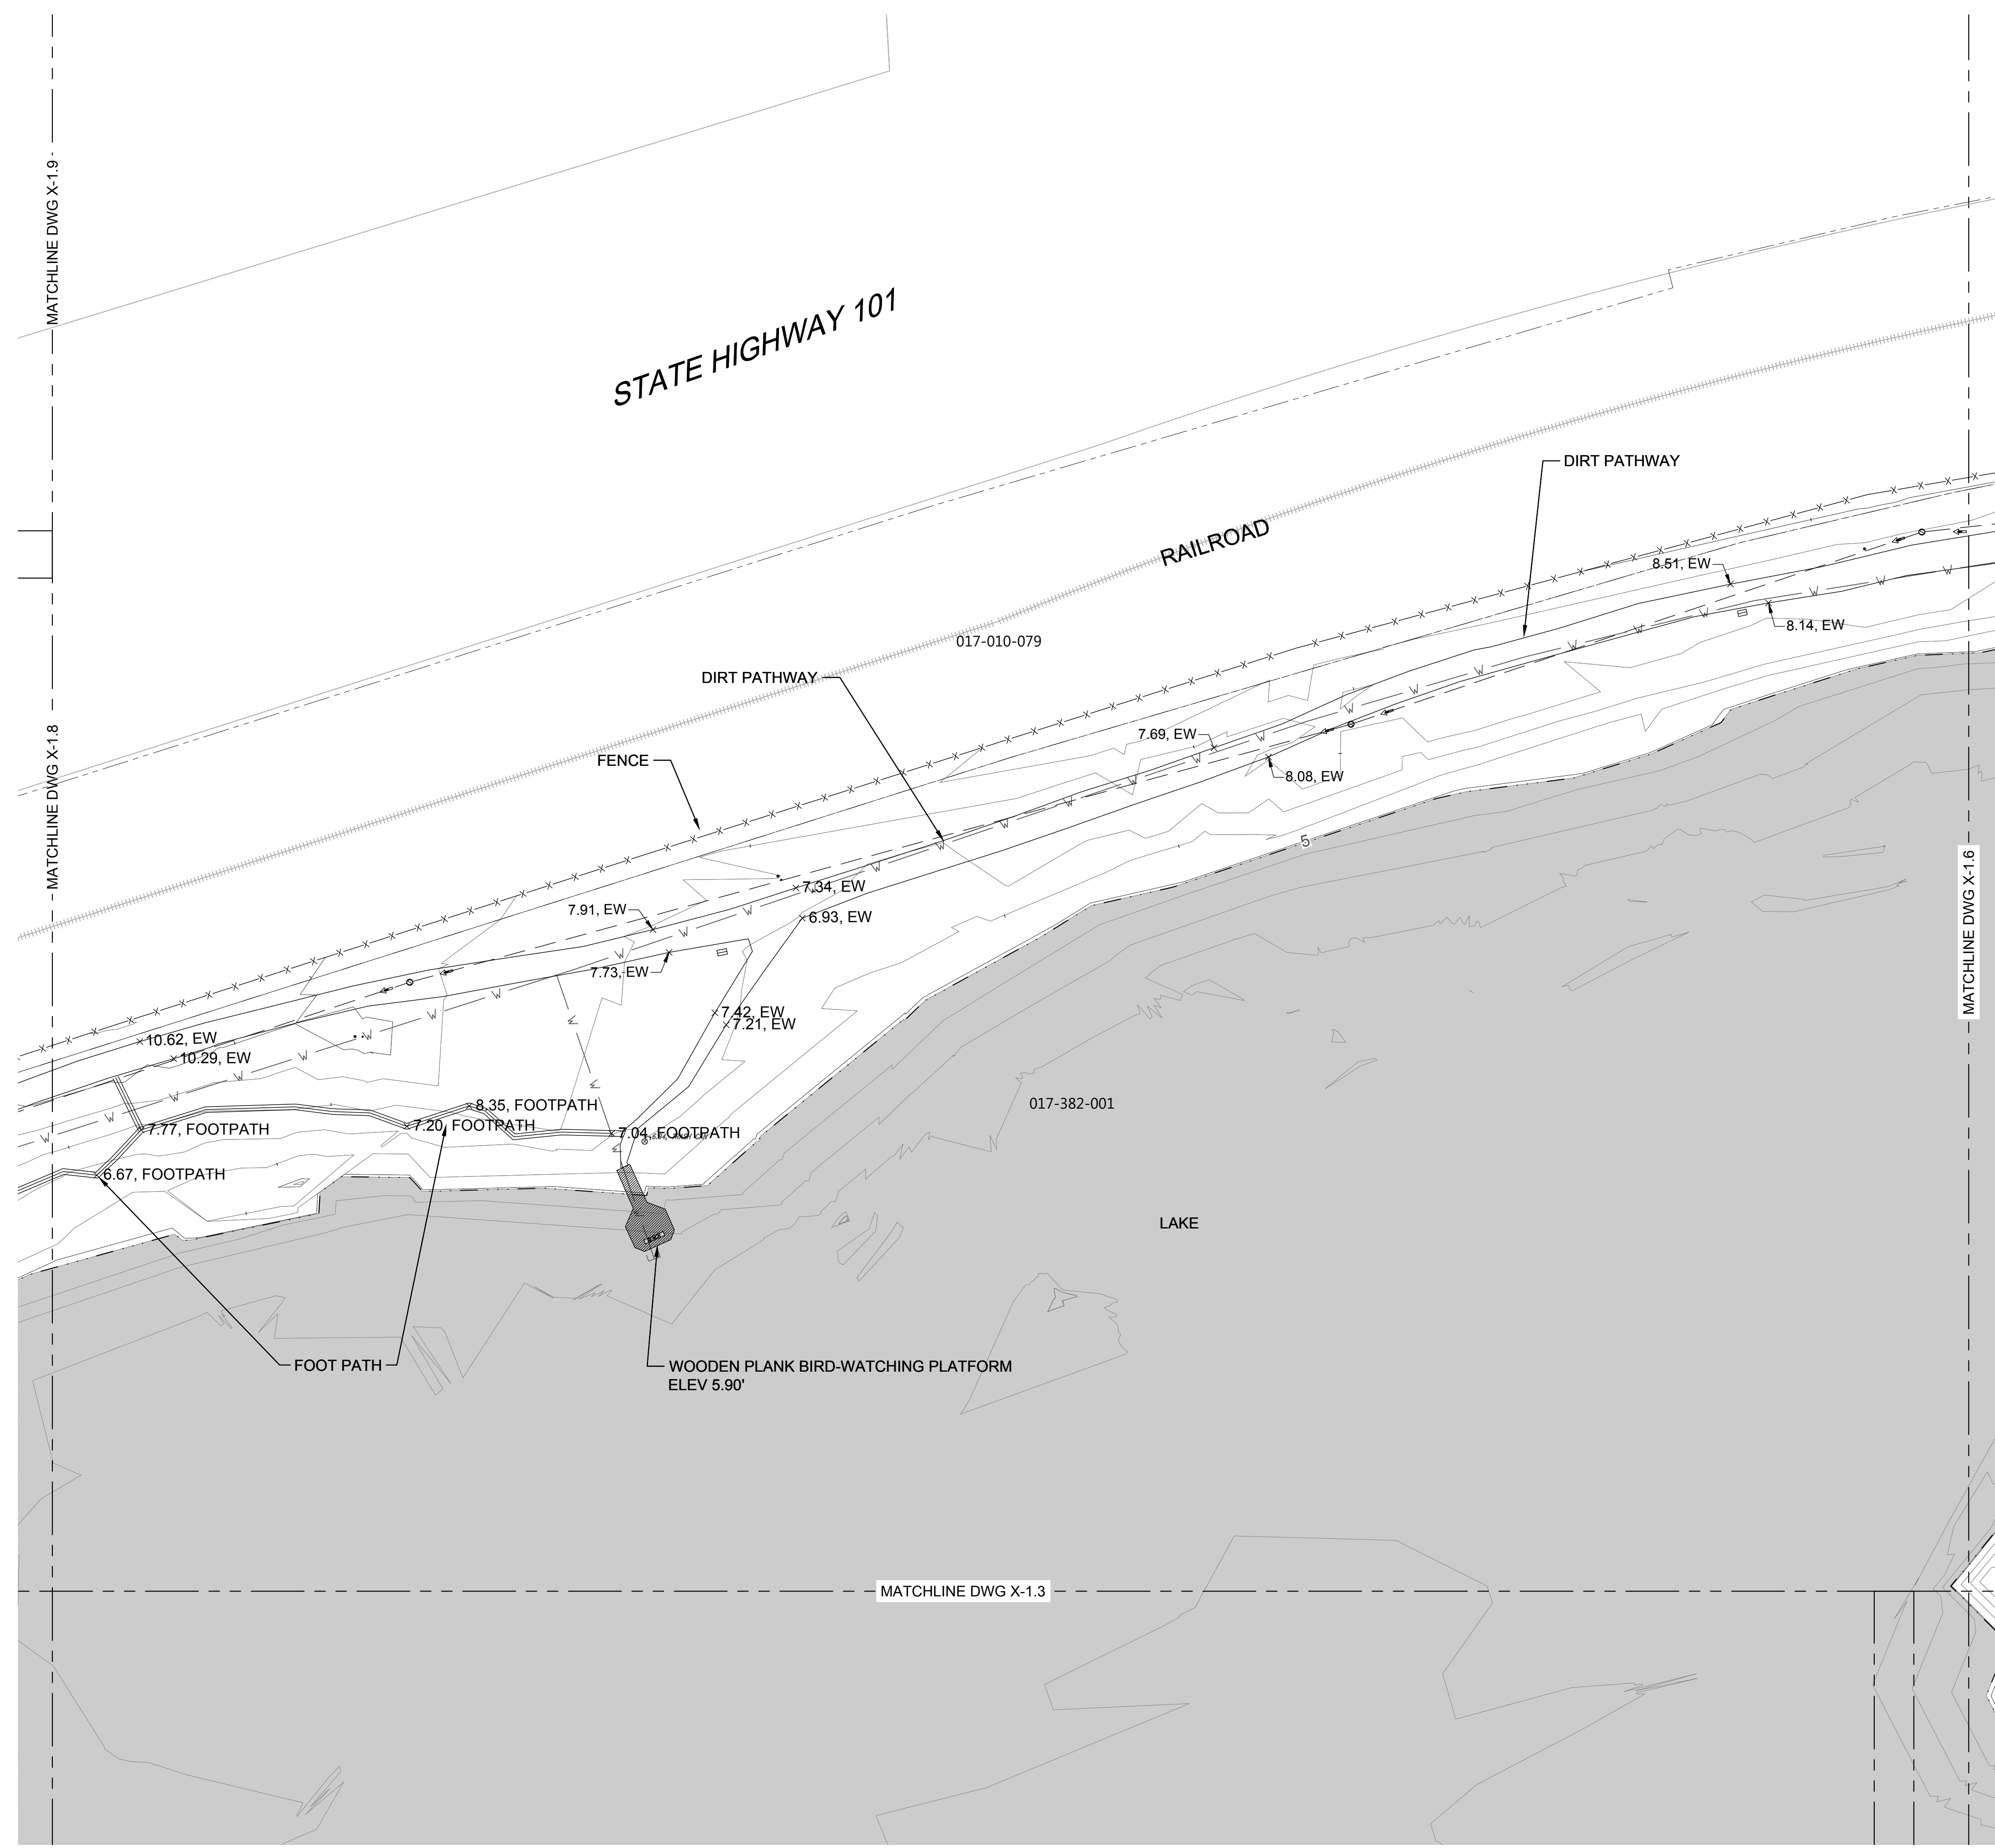 MATCHLINE DWG X-1.9
STATE HIGHWAY 101
DIRT PATHWAY
RAILROAD
8.51, EW
8.14, EW
017-010-079
DIRT PATHWAY
7.69, EW
FENCE
8.08, EW
MATCHLINE DWG X-1.8
5
7.34, EW
7.91, EW
6.93, EW
MATCHLINE DWG X-1.6
7.73, EW
7.42, EW
7.21, EW
10.62, EW
10.29, EW
8.35, FOOTPATH
017-382-001
7.20, FOOTPATH
7.77, FOOTPATH
7.04, FOOTPATH
6.67, FOOTPATH
LAKE
FOOT PATH
WOODEN PLANK BIRD-WATCHING PLATFORM
ELEV 5.90'
MATCHLINE DWG X-1.3